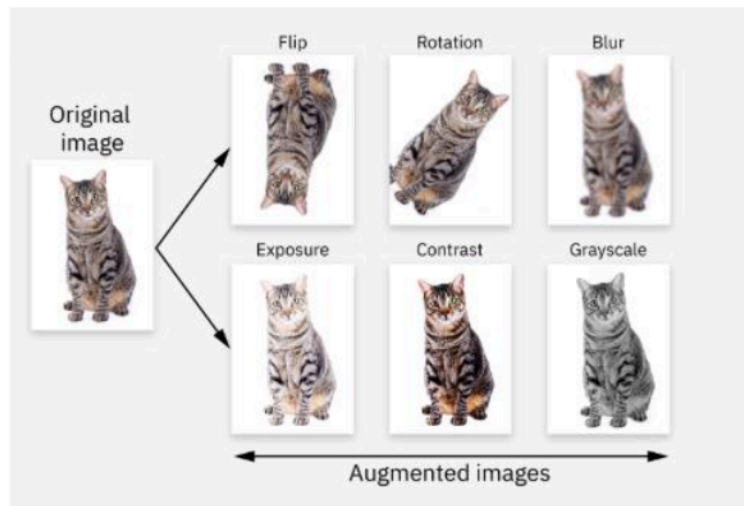 Original
image
Flip
Rotation
Blur
Exposure
Contrast
Grayscale
Augmented images